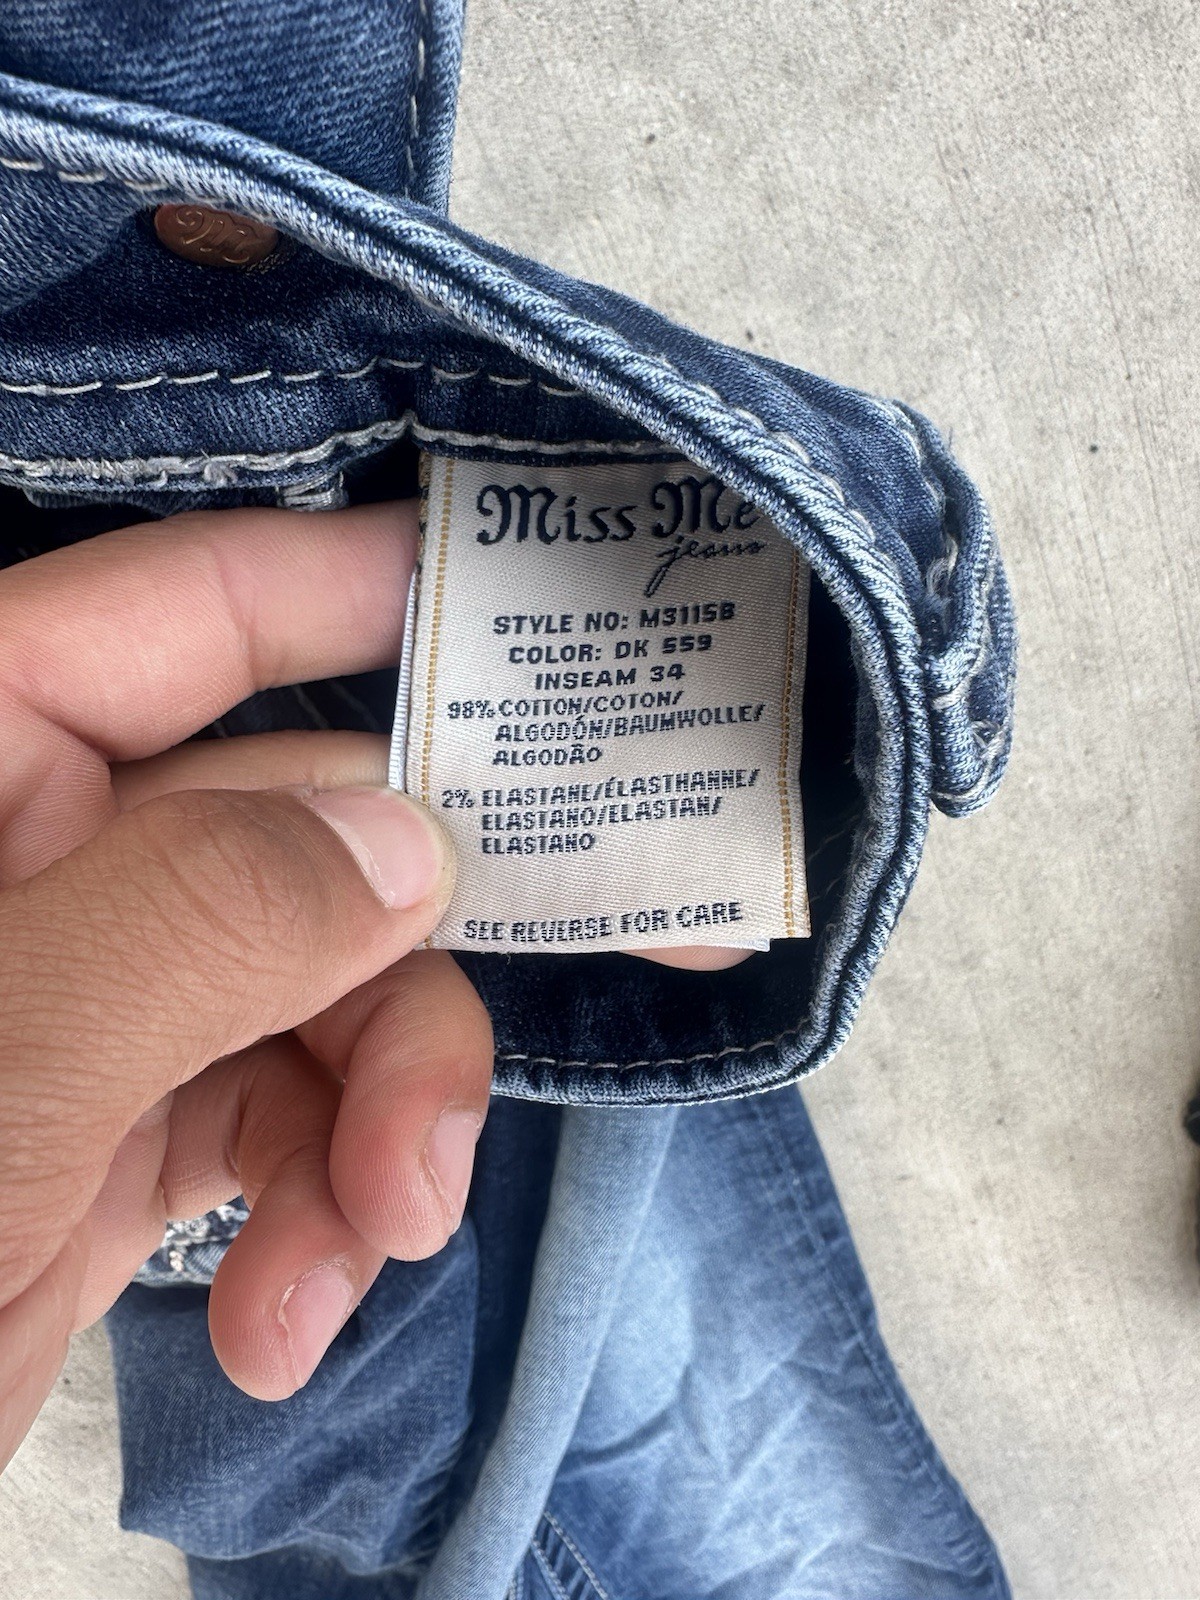 Miss Me
jeans
STYLE NO: M3115B
COLOR: DK 559
INSEAM 34
98% COTTON/COTON/
ALGODÓN/BAUMWOLLE/
ALGODÃO
2% ELASTANE/ÉLASTHANNE/
ELASTANO/ELASTAN/
ELASTANO
SEE REVERSE FOR CARE